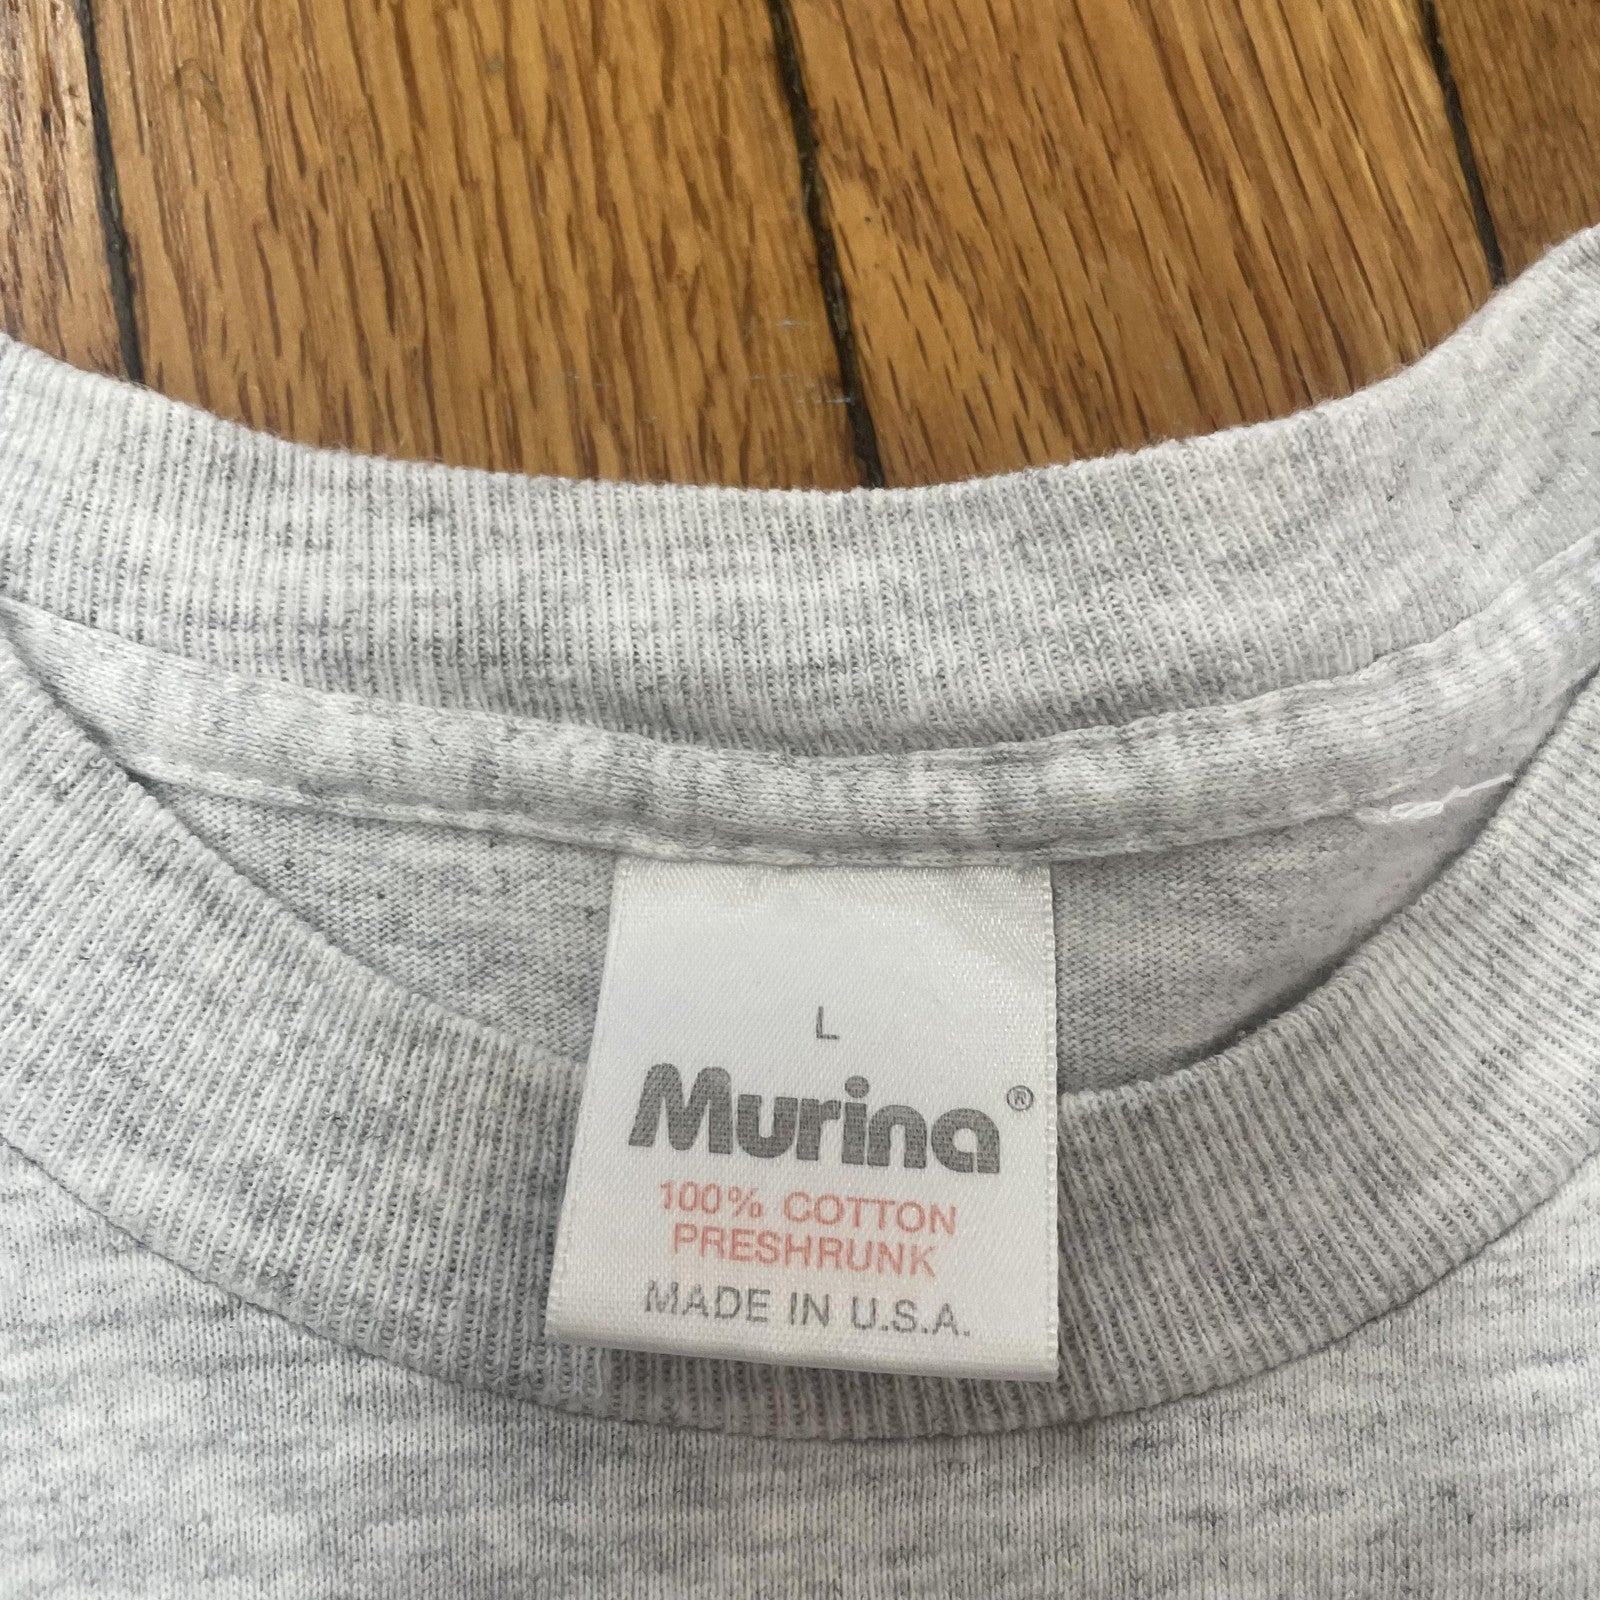 L
Murina®
100% COTTON
PRESHRUNK
MADE IN U.S.A.